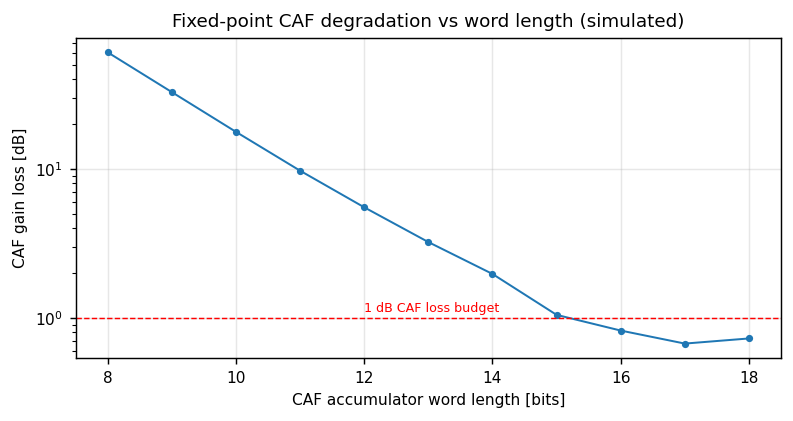 Fixed-point CAF degradation vs word length (simulated)
CAF gain loss [dB]
10¹
10⁰
1 dB CAF loss budget
8 10 12 14 16 18
CAF accumulator word length [bits]